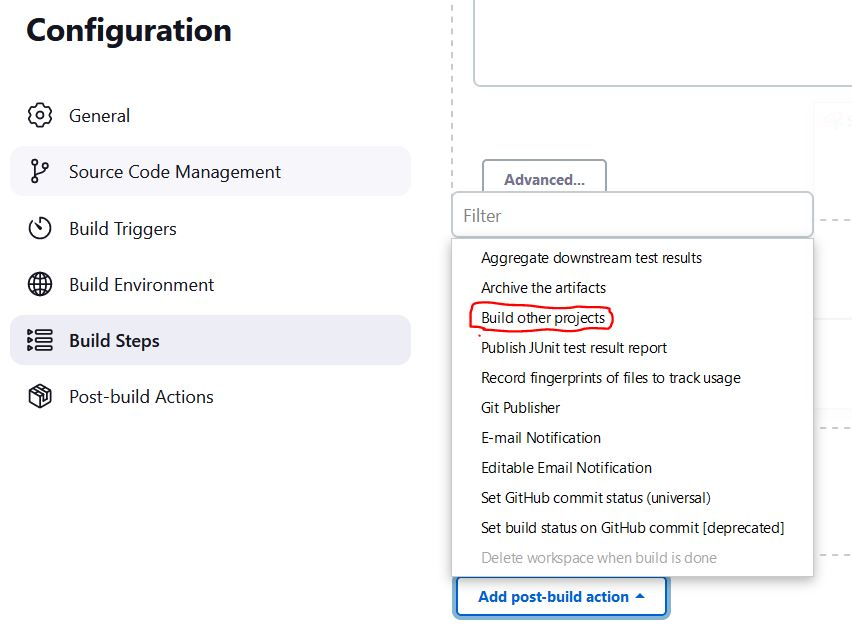 Configuration
General
Source Code Management
Build Triggers
Build Environment
Build Steps
Post-build Actions
Advanced...
Filter
Aggregate downstream test results
Archive the artifacts
Build other projects
Publish JUnit test result report
Record fingerprints of files to track usage
Git Publisher
E-mail Notification
Editable Email Notification
Set GitHub commit status (universal)
Set build status on GitHub commit [deprecated]
Delete workspace when build is done
Add post-build action